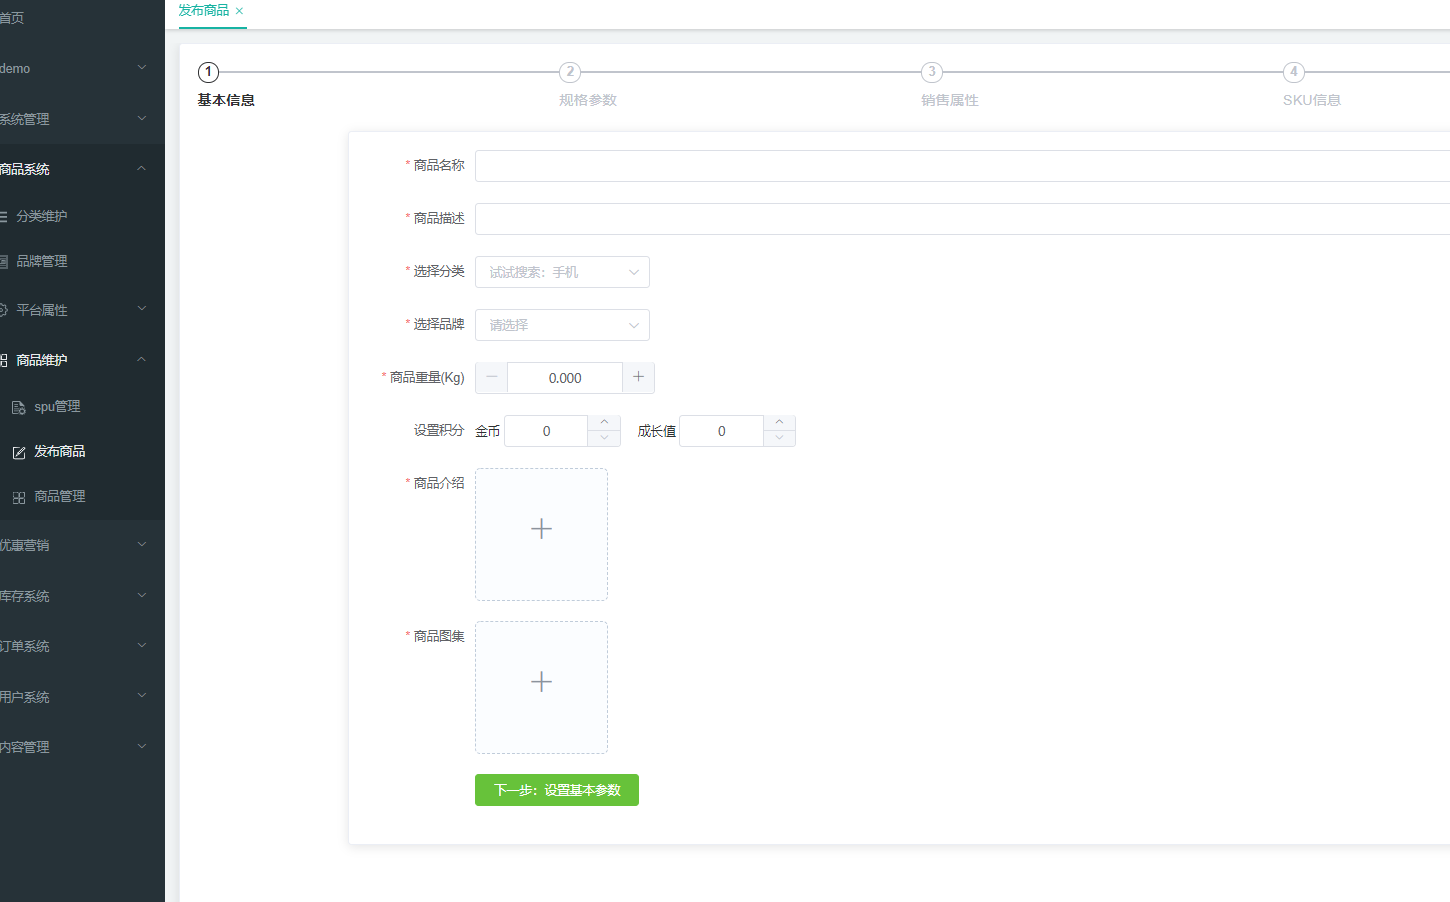 首页
demo
系统管理
商品系统
分类维护
品牌管理
平台属性
商品维护
spu管理
发布商品
商品管理
优惠营销
库存系统
订单系统
用户系统
内容管理
发布商品 ×
1
2
3
4
基本信息
规格参数
销售属性
SKU信息
* 商品名称
* 商品描述
* 选择分类 试试搜索：手机
* 选择品牌 请选择
* 商品重量(Kg) 0.000
设置积分 金币 0 成长值 0
* 商品介绍
* 商品图集
下一步：设置基本参数